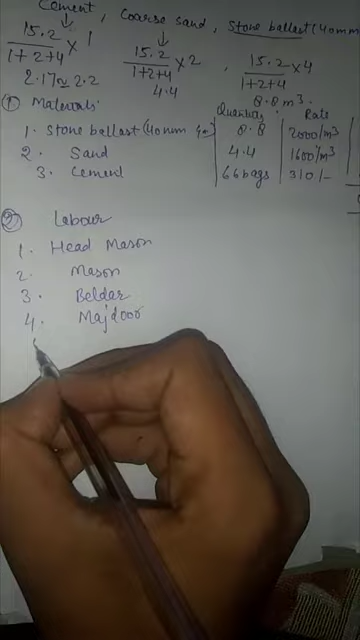 Cement, Coarse sand, Stone ballast (40mm
15.2 / 1+2+4 × 1   15.2 / 1+2+4 × 2 , 15.2 / 1+2+4 × 4
2.17 ≈ 2.2   4.4   8.8 m³.
① Materials:   Quantity   Rate
1. Stone ballast (40mm   8.8   2000/m³
2. Sand   4.4   1600/m³
3. Cement   66 bags   310/-
② Labour
1. Head Mason
2. Mason
3. Beldar
4. Majdoor